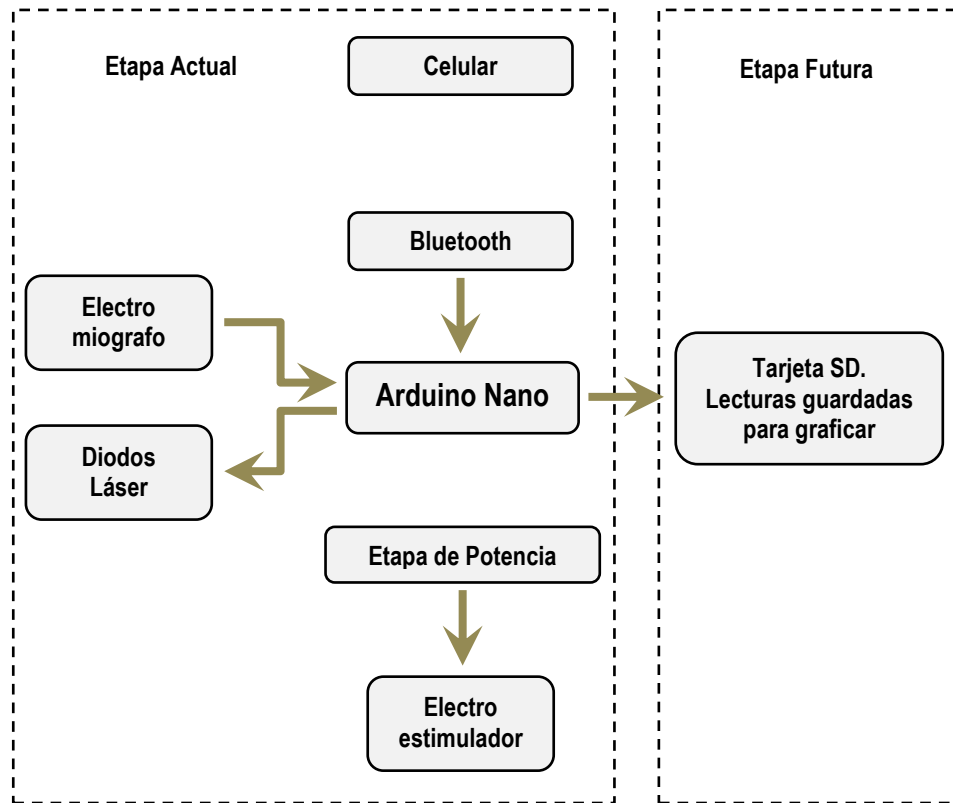 Etapa Actual
Celular
Etapa Futura
Bluetooth
Electro
miografo
Arduino Nano
Tarjeta SD.
Lecturas guardadas
para graficar
Diodos
Láser
Etapa de Potencia
Electro
estimulador